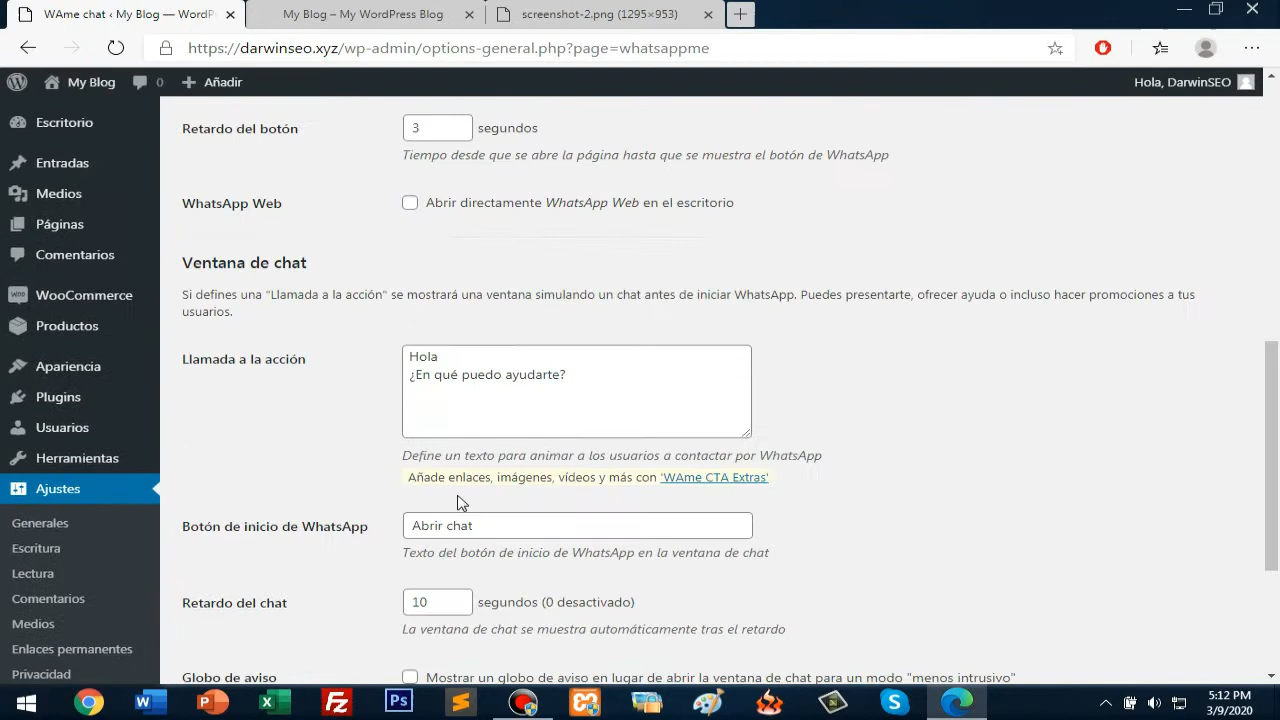 WAme chat ‹ My Blog — WordPr
My Blog – My WordPress Blog
screenshot-2.png (1295×953)
https://darwinseo.xyz/wp-admin/options-general.php?page=whatsappme
My Blog
0
Añadir
Hola, DarwinSEO
Escritorio
Entradas
Medios
Páginas
Comentarios
WooCommerce
Productos
Apariencia
Plugins
Usuarios
Herramientas
Ajustes
Generales
Escritura
Lectura
Comentarios
Medios
Enlaces permanentes
Privacidad
Retardo del botón
3 segundos
Tiempo desde que se abre la página hasta que se muestra el botón de WhatsApp
WhatsApp Web
Abrir directamente WhatsApp Web en el escritorio
Ventana de chat
Si defines una "Llamada a la acción" se mostrará una ventana simulando un chat antes de iniciar WhatsApp. Puedes presentarte, ofrecer ayuda o incluso hacer promociones a tus
usuarios.
Llamada a la acción
Hola
¿En qué puedo ayudarte?
Define un texto para animar a los usuarios a contactar por WhatsApp
Añade enlaces, imágenes, vídeos y más con 'WAme CTA Extras'
Botón de inicio de WhatsApp
Abrir chat
Texto del botón de inicio de WhatsApp en la ventana de chat
Retardo del chat
10 segundos (0 desactivado)
La ventana de chat se muestra automáticamente tras el retardo
Globo de aviso
Mostrar un globo de aviso en lugar de abrir la ventana de chat para un modo "menos intrusivo"
5:12 PM
3/9/2020